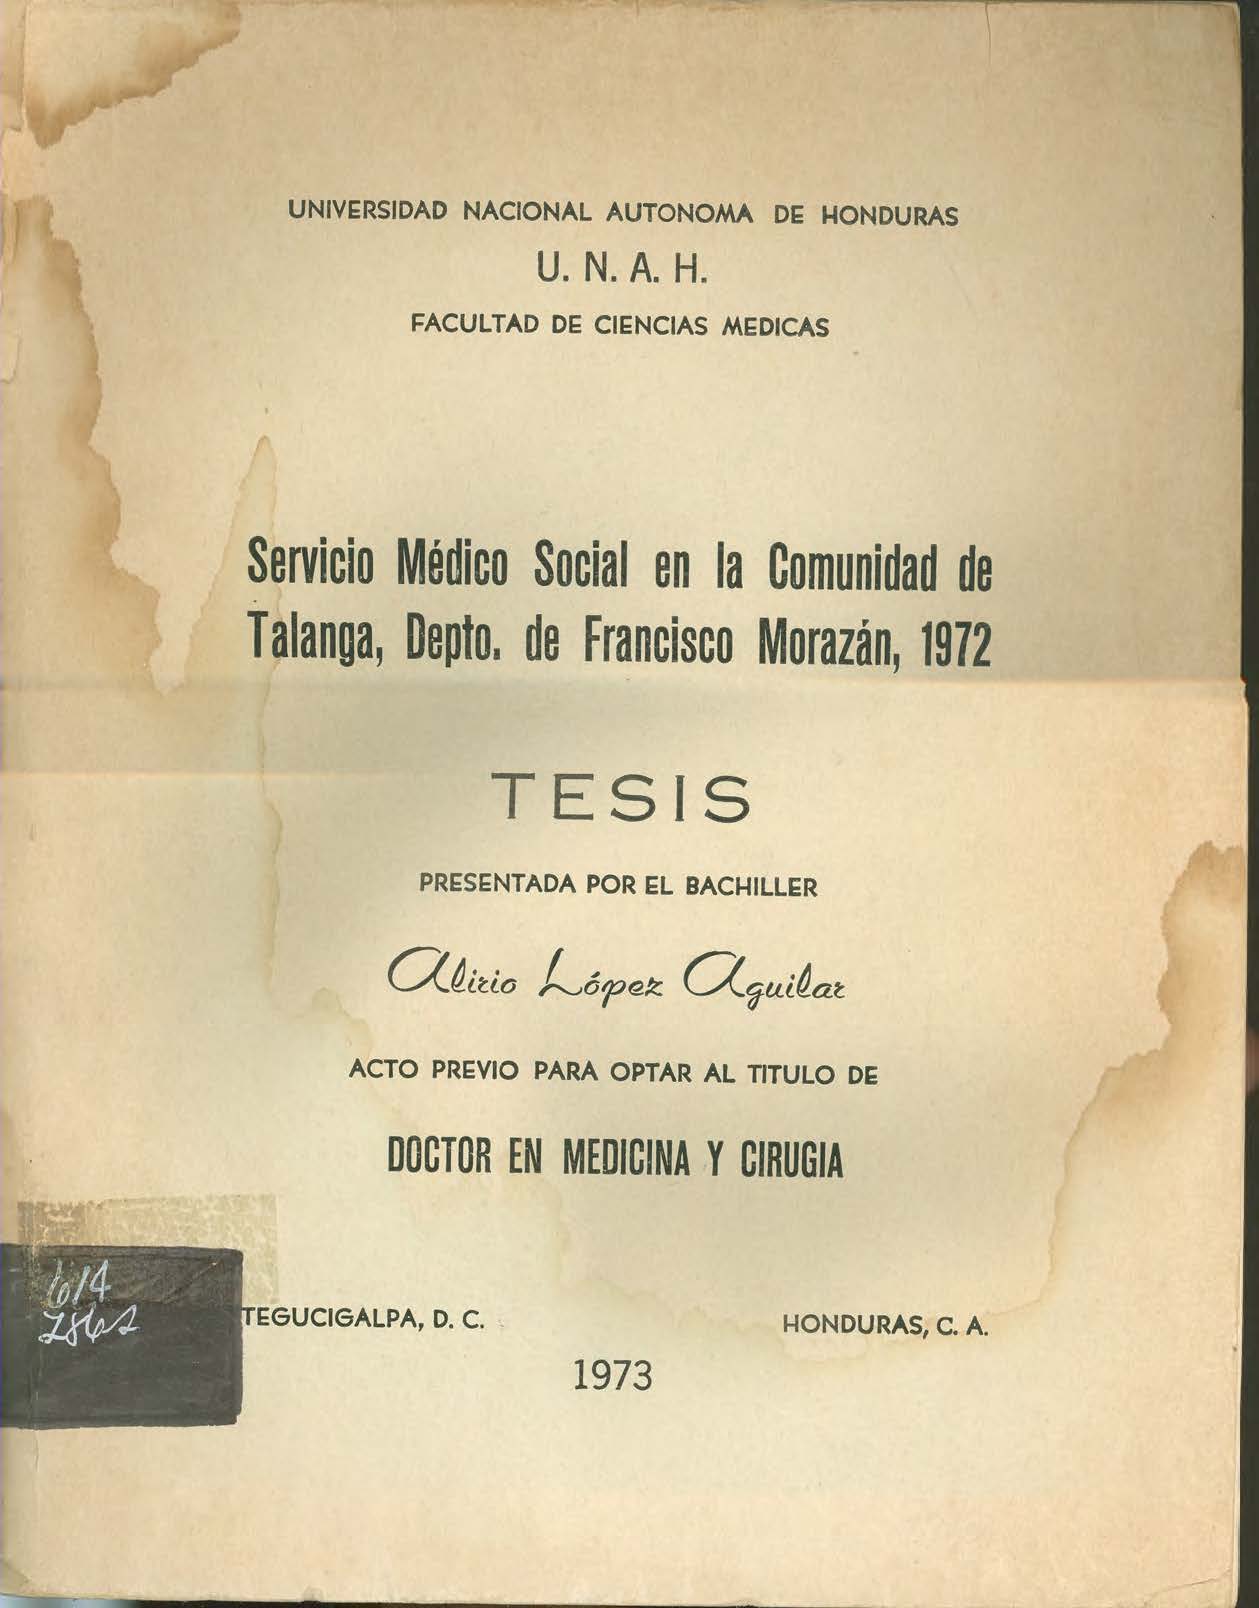 UNIVERSIDAD NACIONAL AUTONOMA DE HONDURAS
U. N. A. H.
FACULTAD DE CIENCIAS MEDICAS
Servicio Médico Social en la Comunidad de
Talanga, Depto. de Francisco Morazán, 1972
TESIS
PRESENTADA POR EL BACHILLER
Alirio López Aguilar
ACTO PREVIO PARA OPTAR AL TITULO DE
DOCTOR EN MEDICINA Y CIRUGIA
614
TEGUCIGALPA, D. C. HONDURAS, C. A.
1973